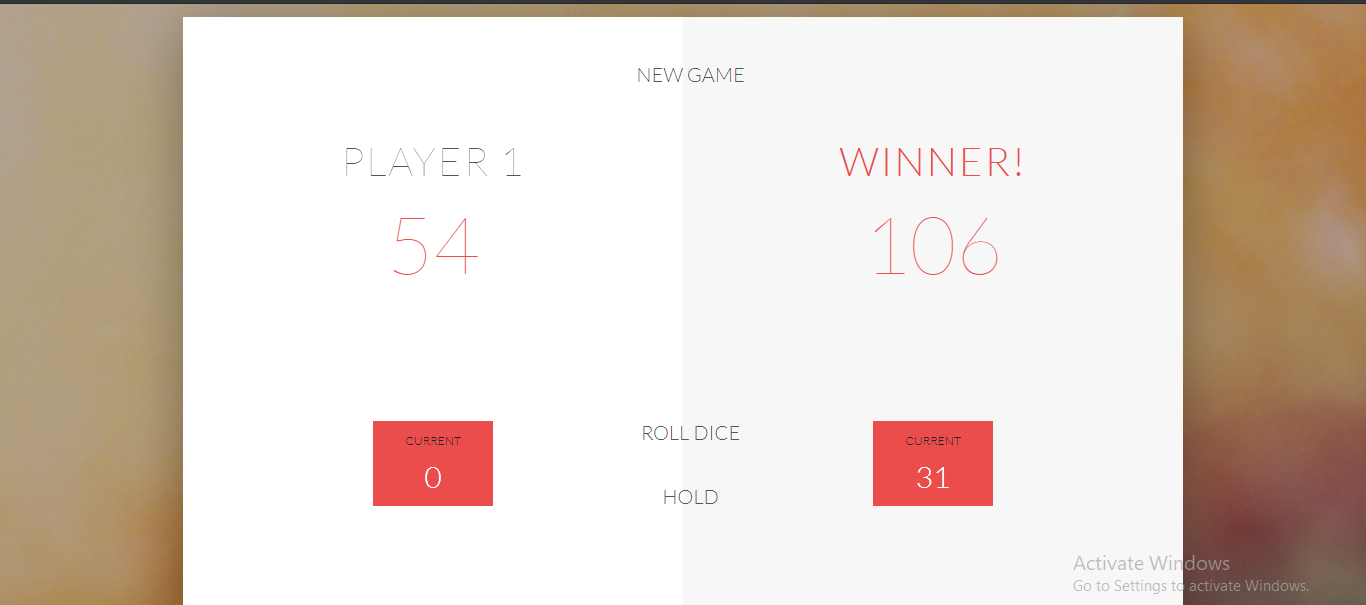 NEW GAME
PLAYER 1
WINNER!
54
106
CURRENT
0
ROLL DICE
HOLD
CURRENT
31
Activate Windows
Go to Settings to activate Windows.